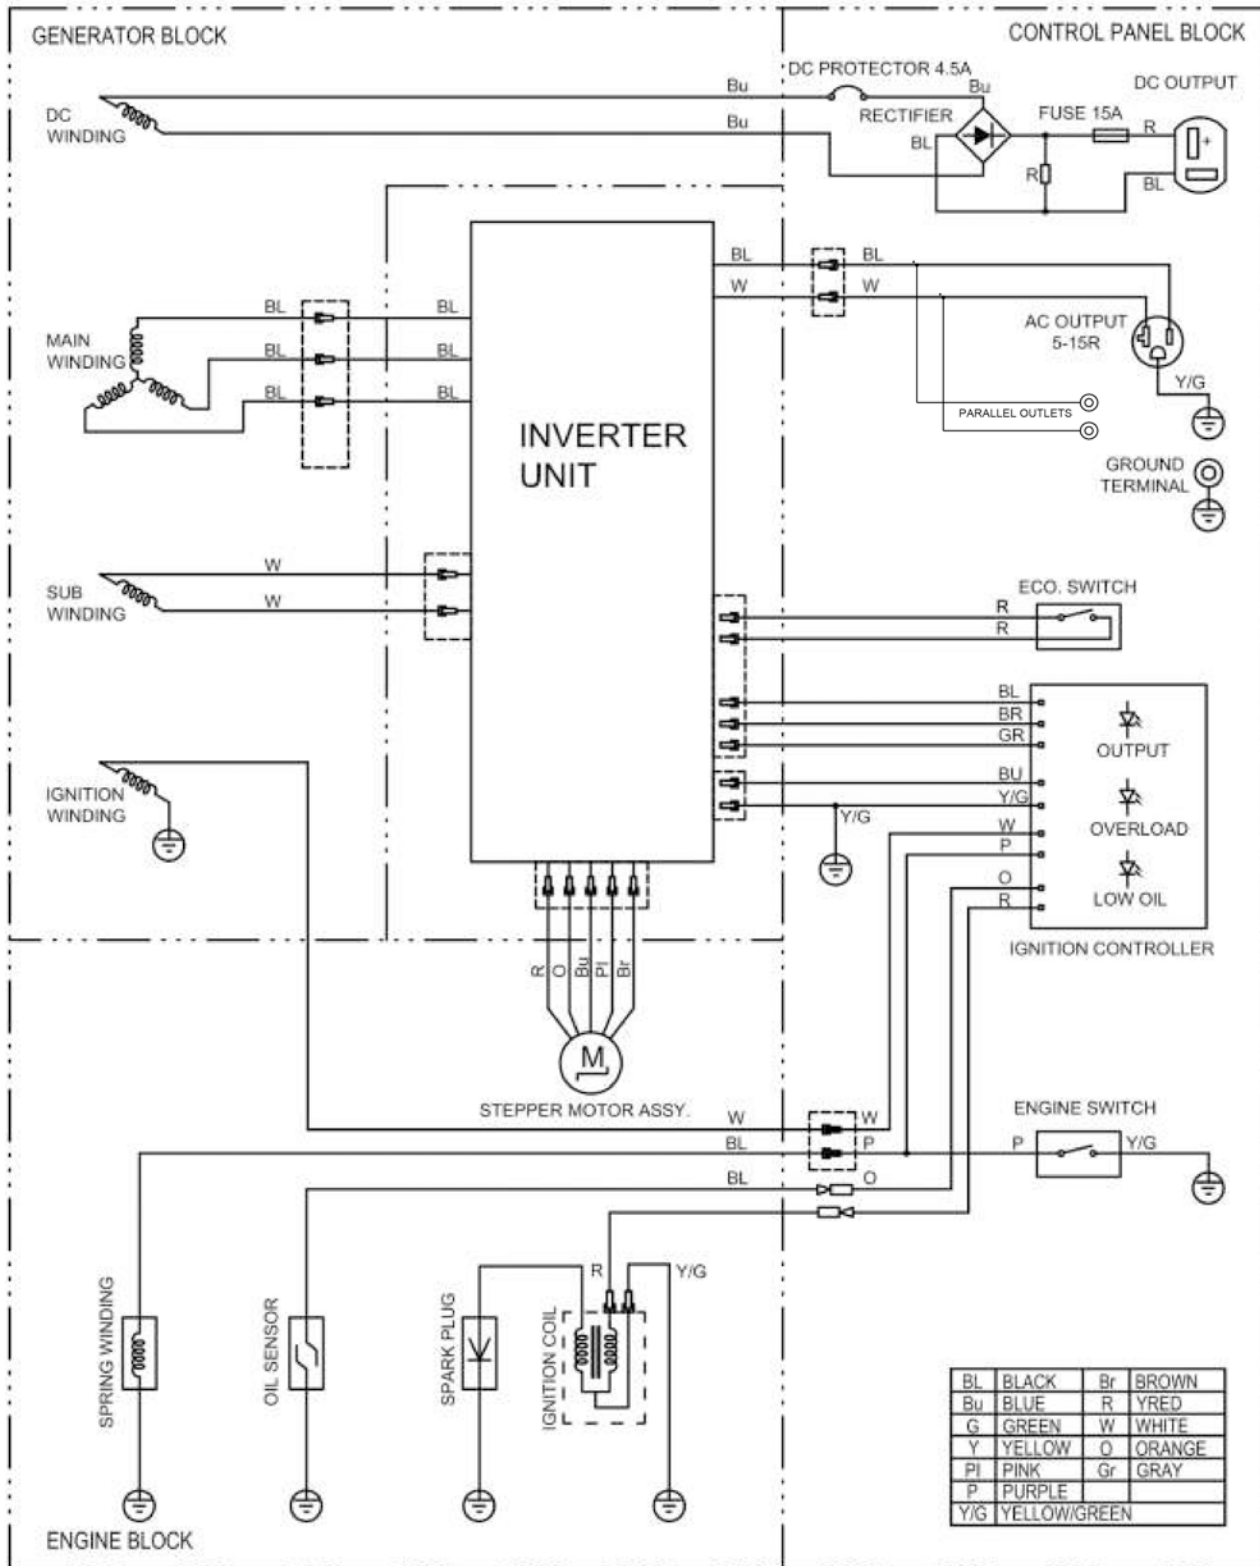 GENERATOR BLOCK
CONTROL PANEL BLOCK
DC PROTECTOR 4.5A
DC OUTPUT
Bu
Bu
RECTIFIER
FUSE 15A
DC
WINDING
Bu
BL
R
+
R
BL
BL
BL
W
W
BL
BL
MAIN
WINDING
BL
BL
BL
BL
AC OUTPUT
5-15R
Y/G
PARALLEL OUTLETS
INVERTER
UNIT
GROUND
TERMINAL
SUB
WINDING
W
W
ECO. SWITCH
R
R
BL
BR
GR
OUTPUT
BU
Y/G
Y/G
OVERLOAD
W
P
O
R
LOW OIL
IGNITION CONTROLLER
IGNITION
WINDING
R
O
Bu
Pl
Br
M
STEPPER MOTOR ASSY.
ENGINE SWITCH
W
W
BL
P
P
Y/G
BL
O
R
Y/G
SPRING WINDING
OIL SENSOR
SPARK PLUG
IGNITION COIL
BL BLACK Br BROWN
Bu BLUE R YRED
G GREEN W WHITE
Y YELLOW O ORANGE
Pl PINK Gr GRAY
P PURPLE
Y/G YELLOW/GREEN
ENGINE BLOCK